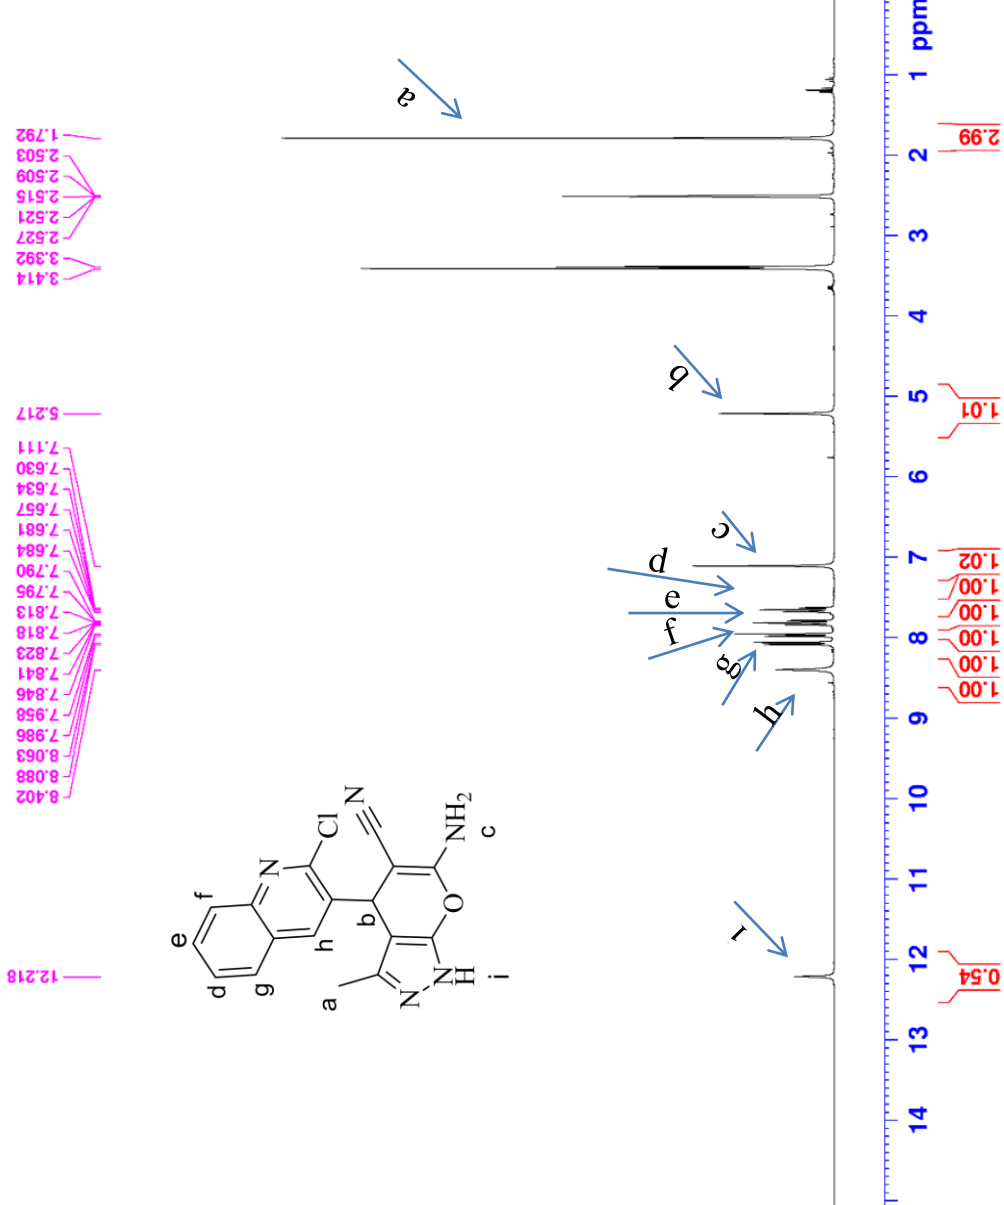 1.792
2.503
2.509
2.515
2.521
2.527
3.392
3.414
5.217
7.111
7.630
7.634
7.657
7.681
7.684
7.790
7.795
7.813
7.818
7.823
7.841
7.846
7.958
7.986
8.063
8.088
8.402
12.218
a
b
c
d
e
f
g
h
i
N
Cl
N
NH2
c
O
b
h
f
e
d
g
a
N
N
H
i
ppm
1
2
3
4
5
6
7
8
9
10
11
12
13
14
2.99
1.01
1.02
1.00
1.00
1.00
1.00
1.00
0.54